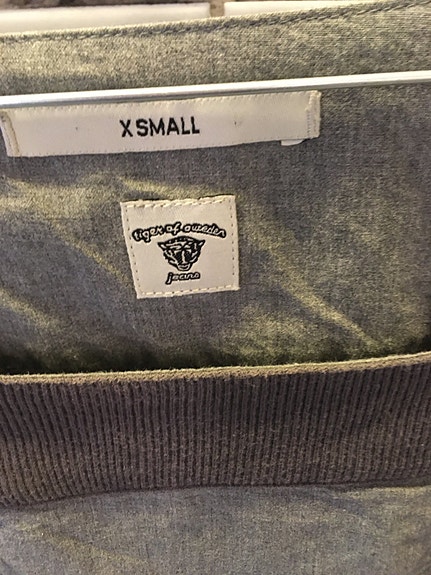 X SMALL
tiger of sweden
jeans